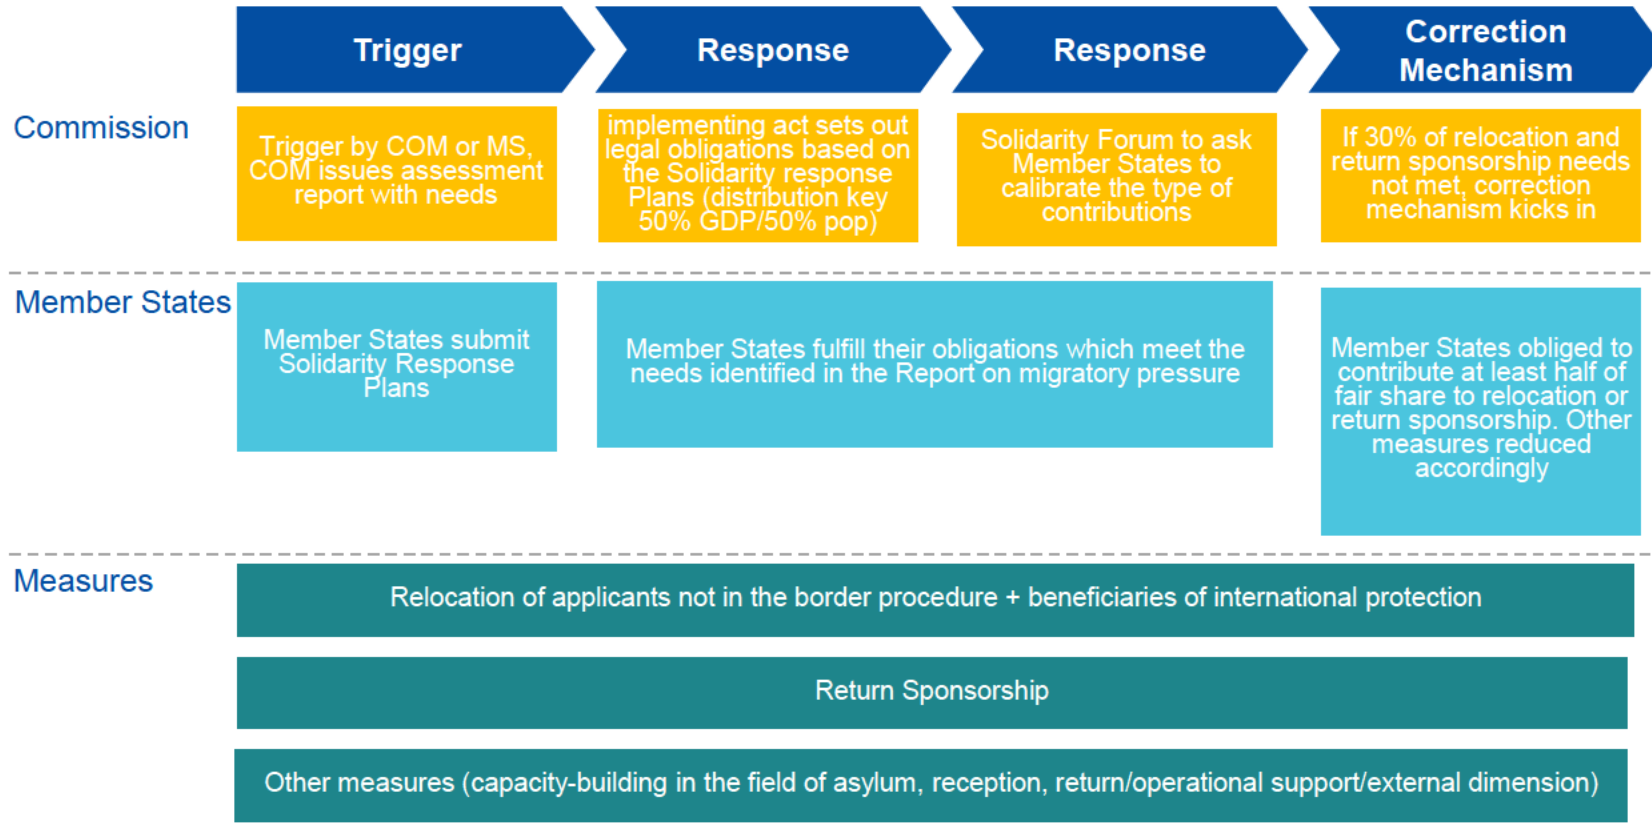 Trigger
Response
Response
Correction
Mechanism
Commission
Trigger by COM or MS,
COM issues assessment
report with needs
implementing act sets out
legal obligations based on
the Solidarity response
Plans (distribution key
50% GDP/50% pop)
Solidarity Forum to ask
Member States to
calibrate the type of
contributions
If 30% of relocation and
return sponsorship needs
not met, correction
mechanism kicks in
Member States
Member States submit
Solidarity Response
Plans
Member States fulfill their obligations which meet the
needs identified in the Report on migratory pressure
Member States obliged to
contribute at least half of
fair share to relocation or
return sponsorship. Other
measures reduced
accordingly
Measures
Relocation of applicants not in the border procedure + beneficiaries of international protection
Return Sponsorship
Other measures (capacity-building in the field of asylum, reception, return/operational support/external dimension)